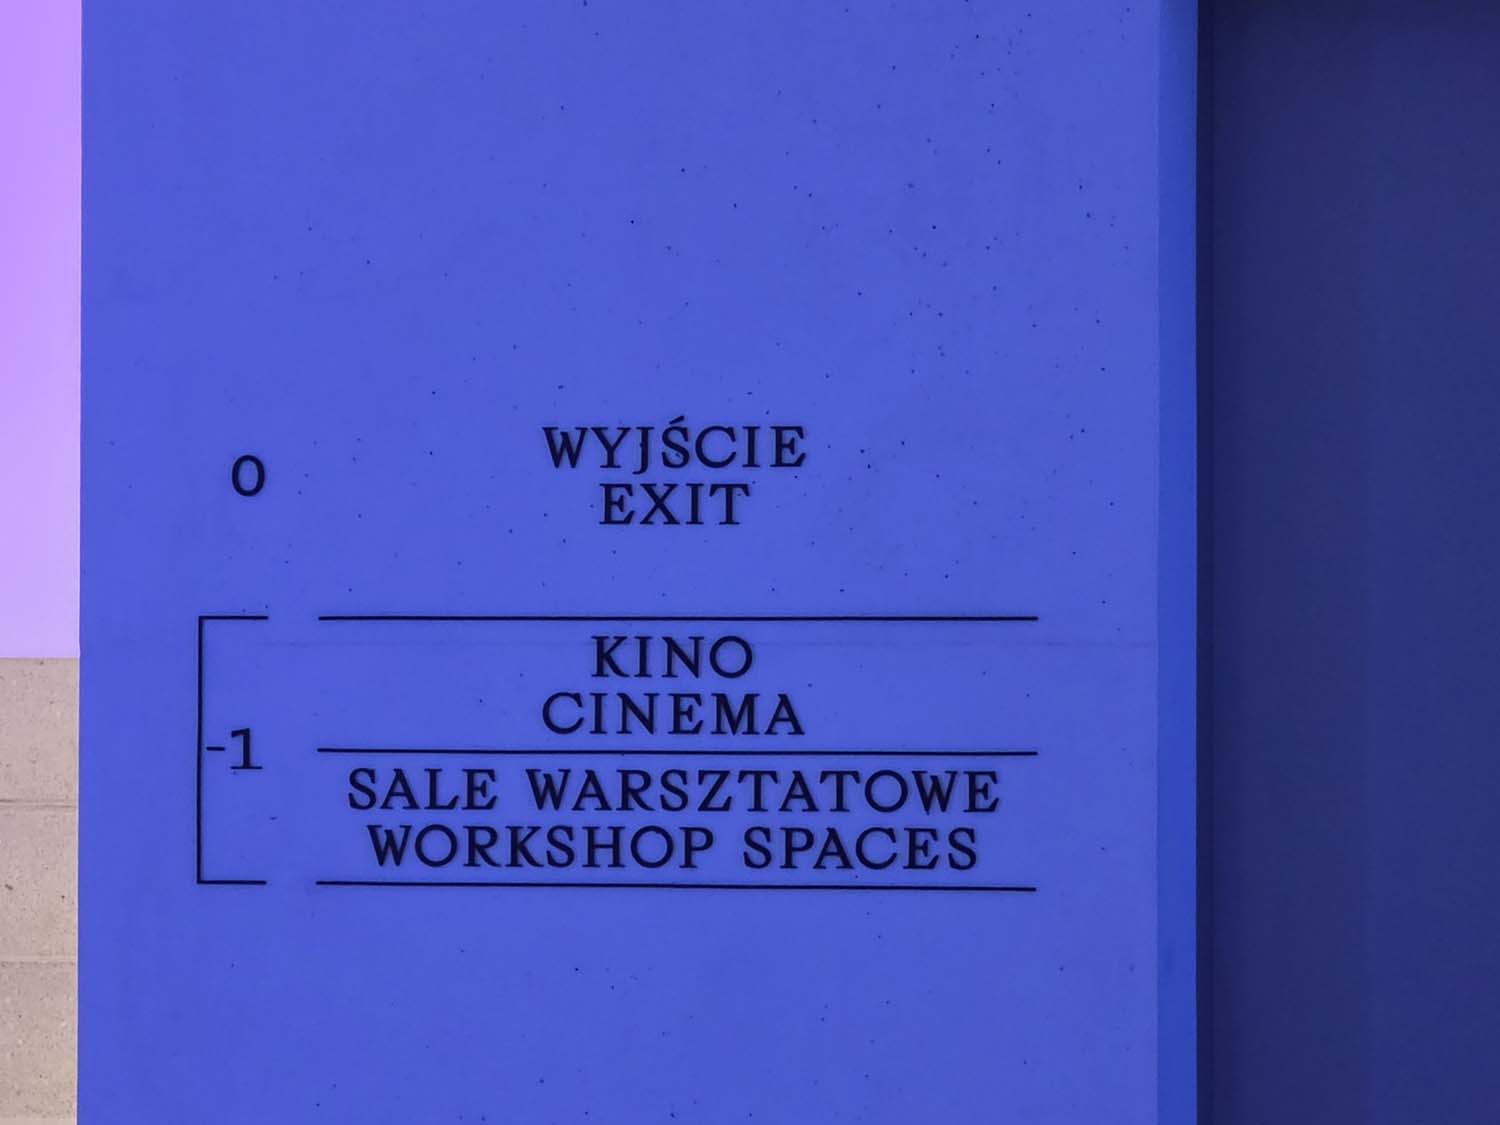 0
WYJŚCIE
EXIT
-1
KINO
CINEMA
SALE WARSZTATOWE
WORKSHOP SPACES